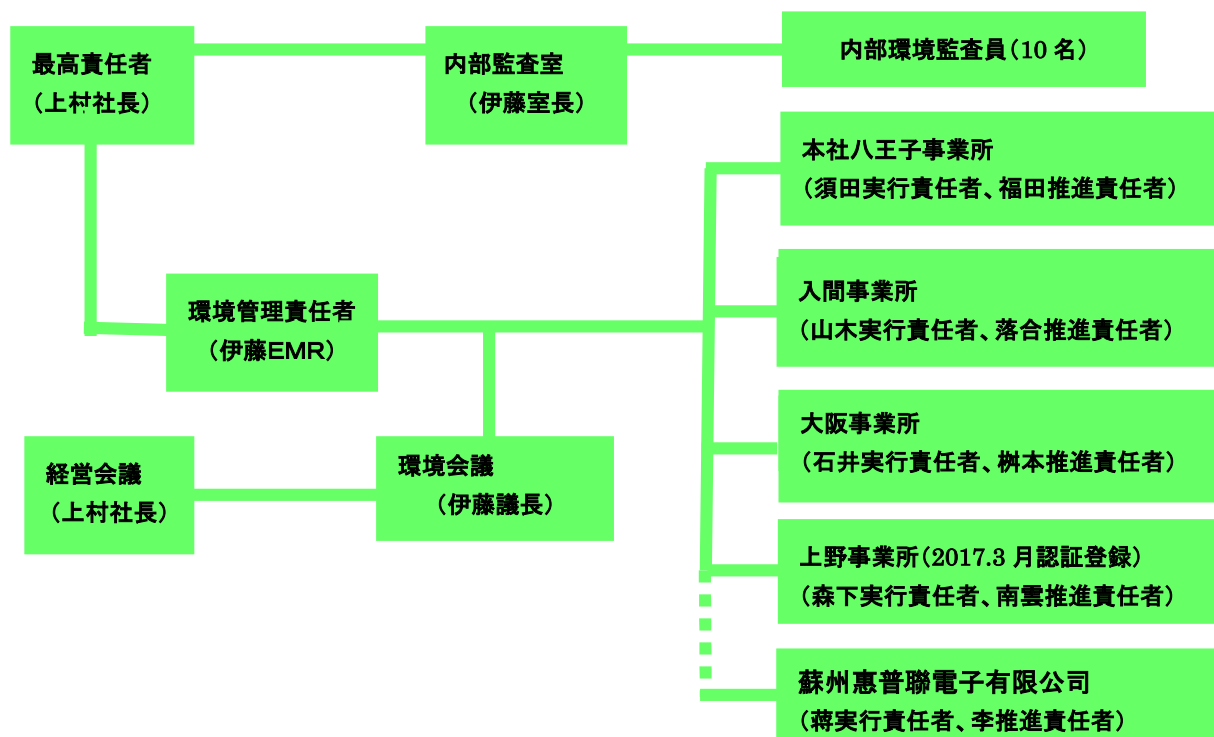 最高責任者
（上村社長）
内部監査室
（伊藤室長）
内部環境監査員（10 名）
本社八王子事業所
（須田実行責任者、福田推進責任者）
環境管理責任者
（伊藤EMR）
入間事業所
（山木実行責任者、落合推進責任者）
大阪事業所
（石井実行責任者、桝本推進責任者）
経営会議
（上村社長）
環境会議
（伊藤議長）
上野事業所（2017.3 月認証登録）
（森下実行責任者、南雲推進責任者）
蘇州惠普聯電子有限公司
（蒋実行責任者、李推進責任者）